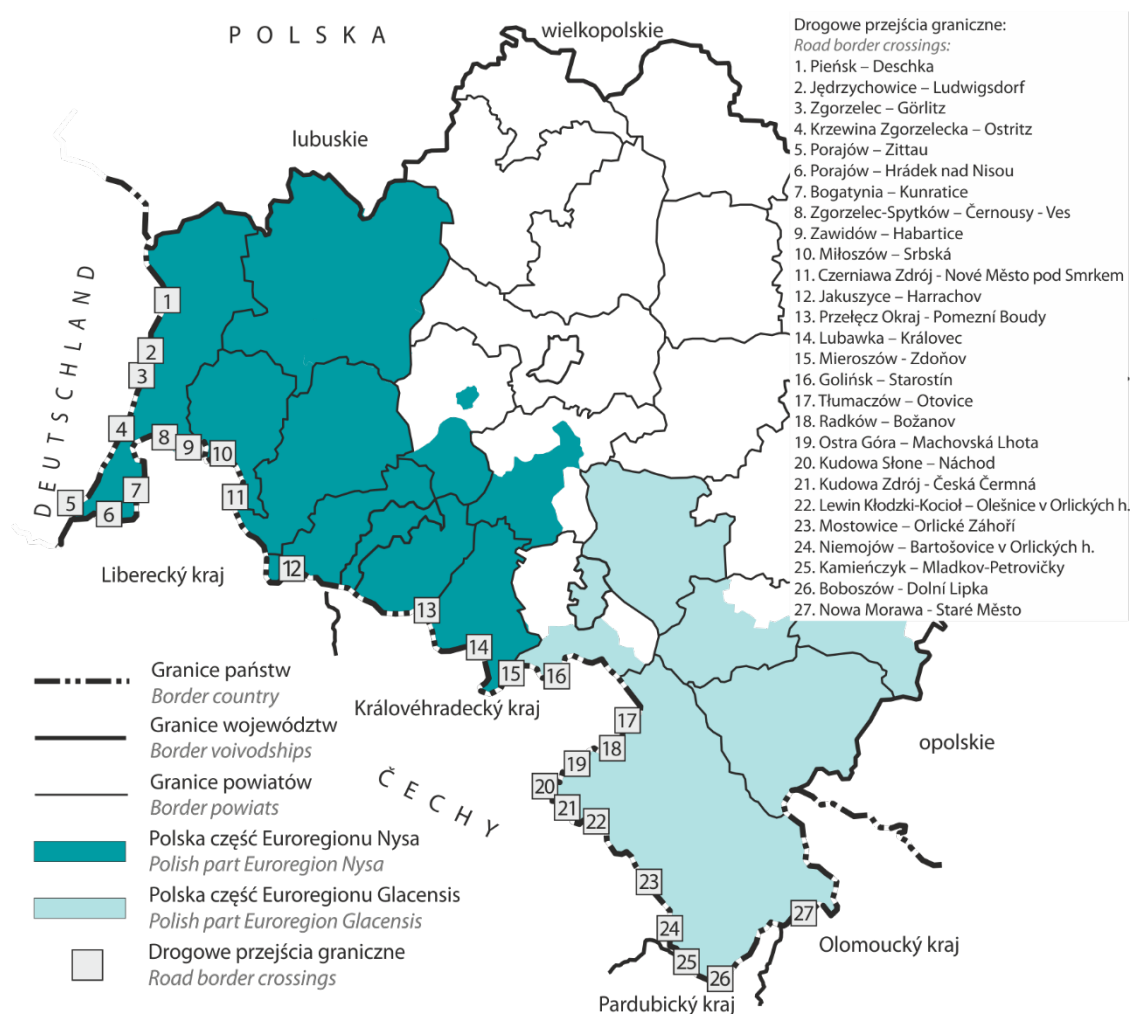 POLSKA
wielkopolskie
lubuskie
DEUTSCHLAND
Liberecký kraj
Královéhradecký kraj
ČECHY
opolskie
Olomoucký kraj
Pardubický kraj
1
2
3
4
5
6
7
8
9
10
11
12
13
14
15
16
17
18
19
20
21
22
23
24
25
26
27
Drogowe przejścia graniczne:
Road border crossings:
1. Pieńsk – Deschka
2. Jędrzychowice – Ludwigsdorf
3. Zgorzelec – Görlitz
4. Krzewina Zgorzelecka – Ostritz
5. Porajów – Zittau
6. Porajów – Hrádek nad Nisou
7. Bogatynia – Kunratice
8. Zgorzelec-Spytków – Černousy - Ves
9. Zawidów – Habartice
10. Miłoszów – Srbská
11. Czerniawa Zdrój - Nové Město pod Smrkem
12. Jakuszyce – Harrachov
13. Przełęcz Okraj - Pomezní Boudy
14. Lubawka – Královec
15. Mieroszów - Zdoňov
16. Golińsk – Starostín
17. Tłumaczów – Otovice
18. Radków – Božanov
19. Ostra Góra – Machovská Lhota
20. Kudowa Słone – Náchod
21. Kudowa Zdrój – Česká Čermná
22. Lewin Kłodzki-Kocioł – Olešnice v Orlických h.
23. Mostowice – Orlické Záhoří
24. Niemojów – Bartošovice v Orlických h.
25. Kamieńczyk – Mladkov-Petrovičky
26. Boboszów - Dolní Lipka
27. Nowa Morawa - Staré Město
Granice państw
Border country
Granice województw
Border voivodships
Granice powiatów
Border powiats
Polska część Euroregionu Nysa
Polish part Euroregion Nysa
Polska część Euroregionu Glacensis
Polish part Euroregion Glacensis
Drogowe przejścia graniczne
Road border crossings